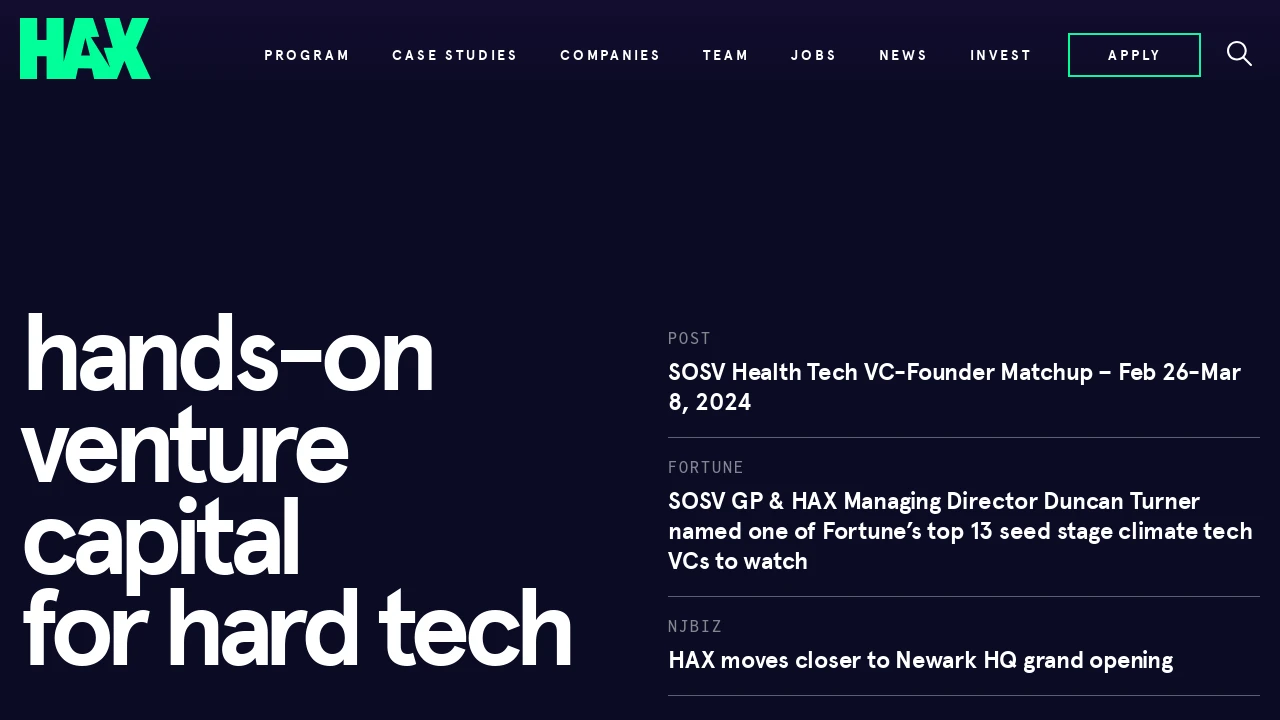 HAX
PROGRAM
CASE STUDIES
COMPANIES
TEAM
JOBS
NEWS
INVEST
APPLY
hands-on
venture
capital
for hard tech
POST
SOSV Health Tech VC-Founder Matchup – Feb 26-Mar
8, 2024
FORTUNE
SOSV GP & HAX Managing Director Duncan Turner
named one of Fortune’s top 13 seed stage climate tech
VCs to watch
NJBIZ
HAX moves closer to Newark HQ grand opening